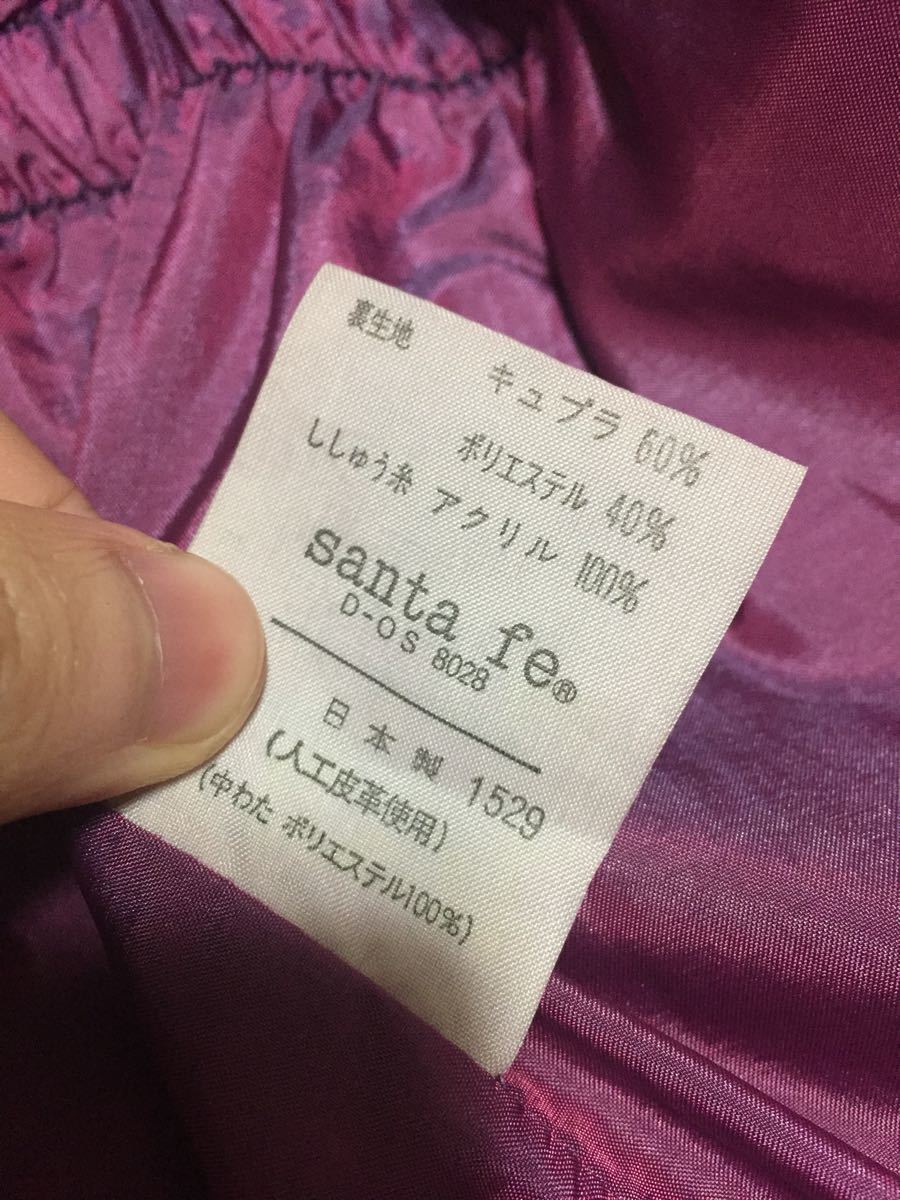 裏生地 キュプラ 60%
ポリエステル 40%
ししゅう糸 アクリル 100%
santa fe®
D-OS 8028
日本製 1529
(人工皮革使用)
(中わた ポリエステル100%)